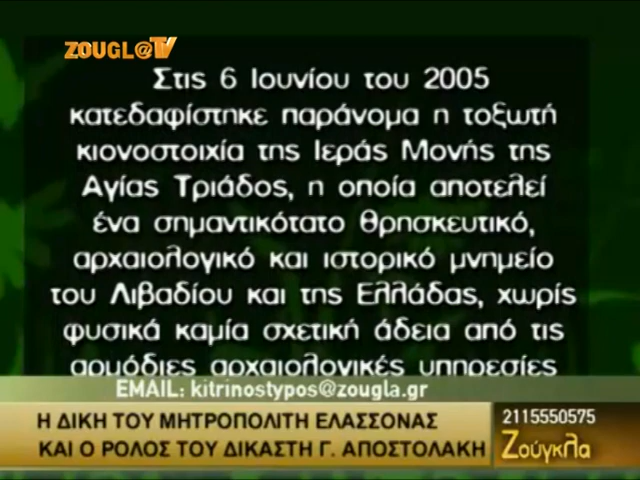 ZOUGL@TV
Στις 6 Ιουνίου του 2005
κατεδαφίστηκε παράνομα η τοξωτή
κιονοστοιχία της Ιεράς Μονής της
Αγίας Τριάδος, η οποία αποτελεί
ένα σημαντικότατο θρησκευτικό,
αρχαιολογικό και ιστορικό μνημείο
του Λιβαδίου και της Ελλάδας, χωρίς
φυσικά καμία σχετική άδεια από τις
αρμόδιες αρχαιολογικές υπηρεσίες
EMAIL: kitrinostypos@zougla.gr
Η ΔΙΚΗ ΤΟΥ ΜΗΤΡΟΠΟΛΙΤΗ ΕΛΑΣΣΟΝΑΣ
ΚΑΙ Ο ΡΟΛΟΣ ΤΟΥ ΔΙΚΑΣΤΗ Γ. ΑΠΟΣΤΟΛΑΚΗ
2115550575
Ζούγκλα